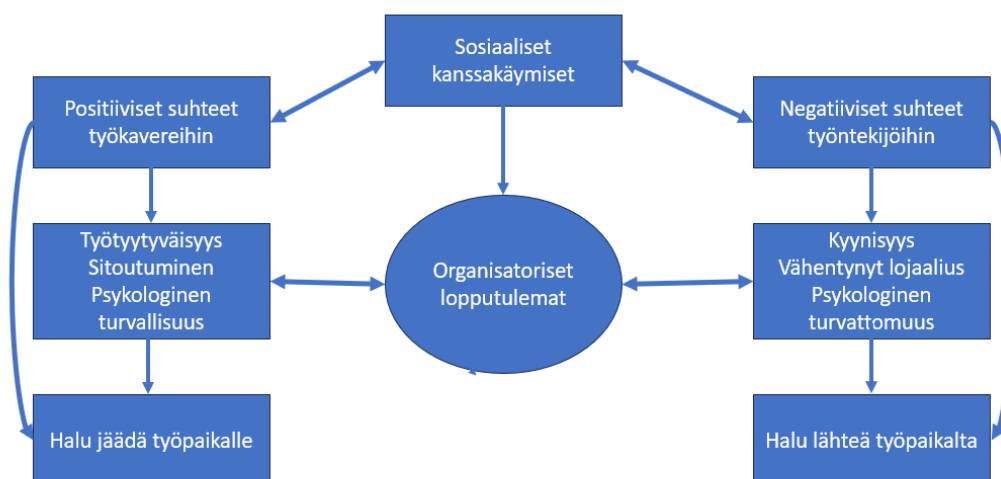 Sosiaaliset
kanssakäymiset
Positiiviset suhteet
työkavereihin
Negatiiviset suhteet
työntekijöihin
Työtyytyväisyys
Sitoutuminen
Psykologinen
turvallisuus
Organisatoriset
lopputulemat
Kyynisyys
Vähentynyt lojaalius
Psykologinen
turvattomuus
Halu jäädä työpaikalle
Halu lähteä työpaikalta